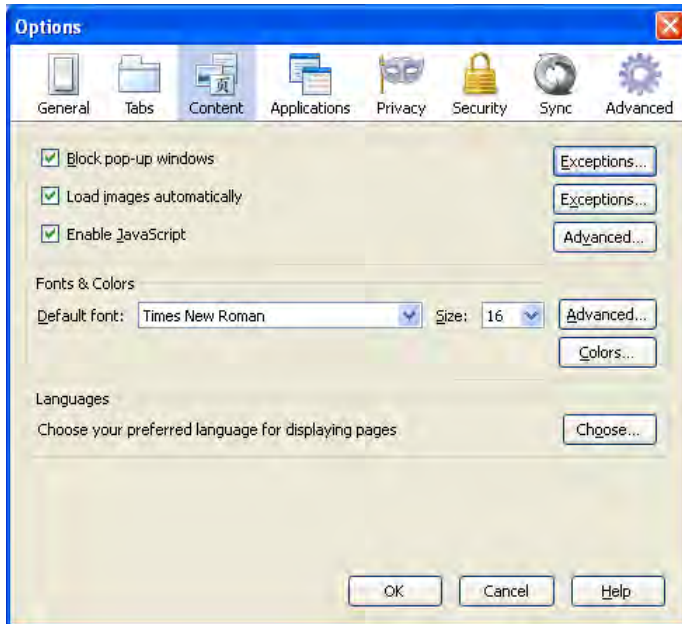 Options
General Tabs Content Applications Privacy Security Sync Advanced
页
Block pop-up windows Exceptions...
Load images automatically Exceptions...
Enable JavaScript Advanced...
Fonts & Colors
Default font: Times New Roman Size: 16 Advanced...
Colors...
Languages
Choose your preferred language for displaying pages Choose...
OK Cancel Help